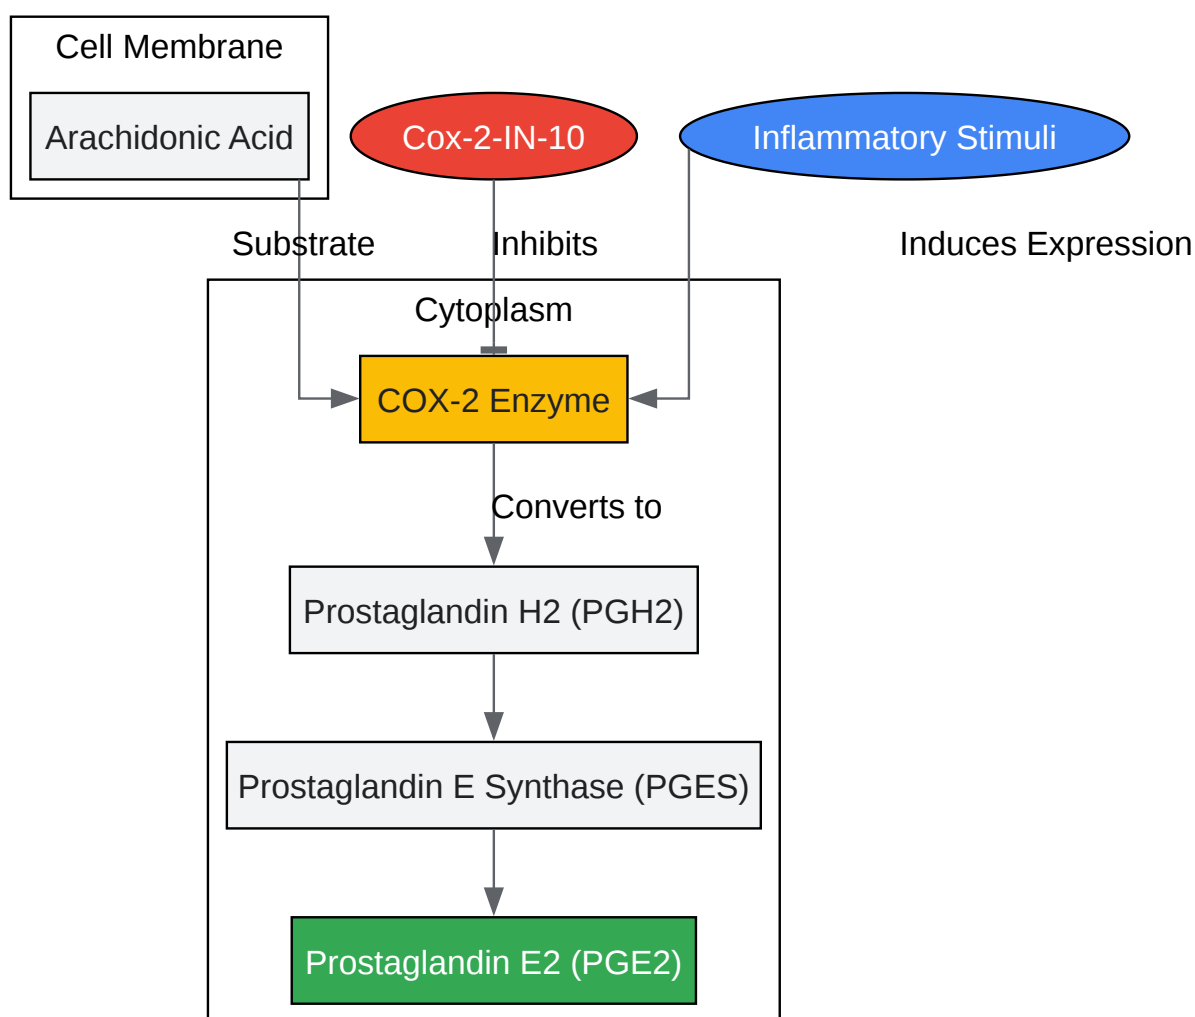 Cell Membrane
Arachidonic Acid
Cox-2-IN-10
Inflammatory Stimuli
Substrate
Inhibits
Induces Expression
Cytoplasm
COX-2 Enzyme
Converts to
Prostaglandin H2 (PGH2)
Prostaglandin E Synthase (PGES)
Prostaglandin E2 (PGE2)